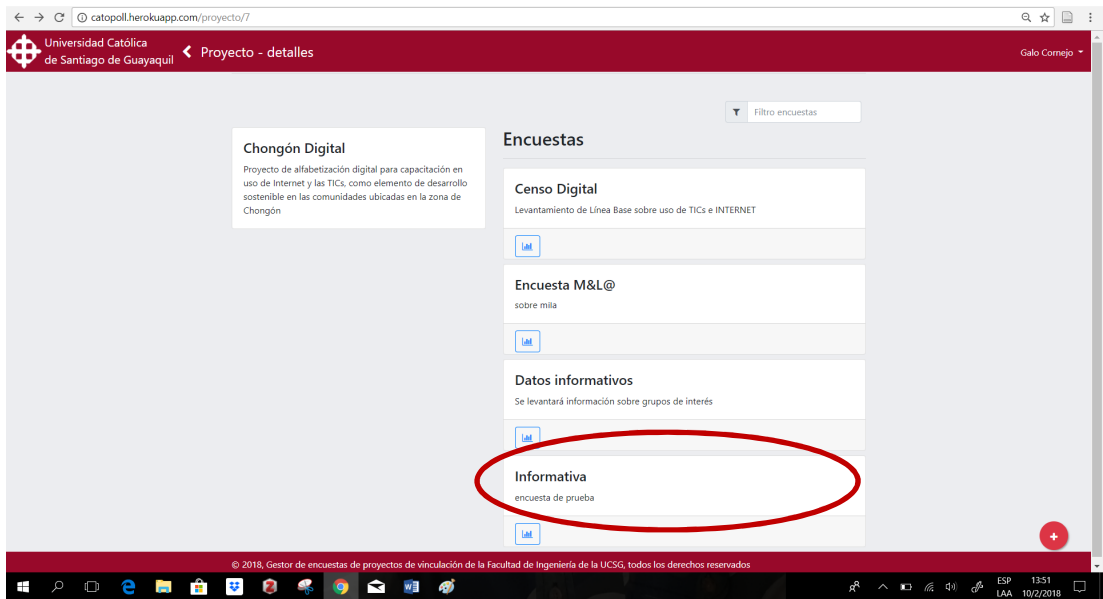 catopoll.herokuapp.com/proyecto/7
Universidad Católica
de Santiago de Guayaquil
Proyecto - detalles
Galo Cornejo
Filtro encuestas
Chongón Digital
Proyecto de alfabetización digital para capacitación en
uso de Internet y las TICs, como elemento de desarrollo
sostenible en las comunidades ubicadas en la zona de
Chongón
Encuestas
Censo Digital
Levantamiento de Línea Base sobre uso de TICs e INTERNET
Encuesta M&L@
sobre mila
Datos informativos
Se levantará información sobre grupos de interés
Informativa
encuesta de prueba
+
© 2018, Gestor de encuestas de proyectos de vinculación de la Facultad de Ingeniería de la UCSG, todos los derechos reservados
ESP
LAA
13:51
10/2/2018